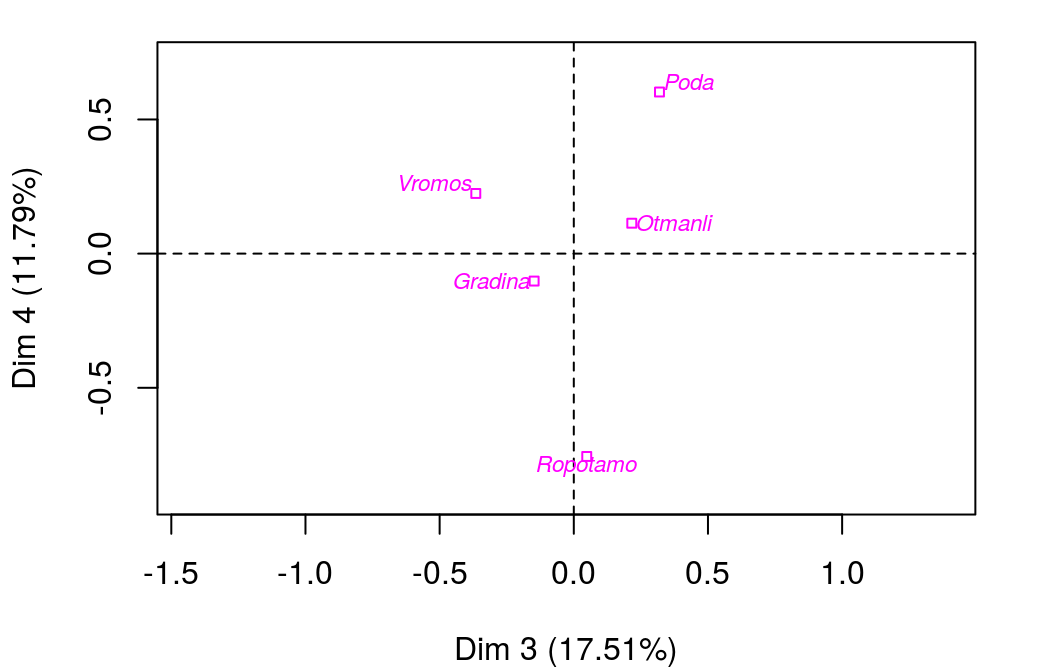 Poda
Vromos
Otmanli
Gradina
Ropotamo
0.5
0.0
-0.5
Dim 4 (11.79%)
-1.5 -1.0 -0.5 0.0 0.5 1.0
Dim 3 (17.51%)